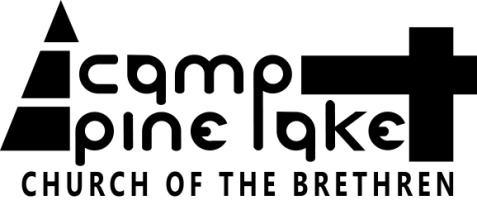 camp
pine lake
CHURCH OF THE BRETHREN